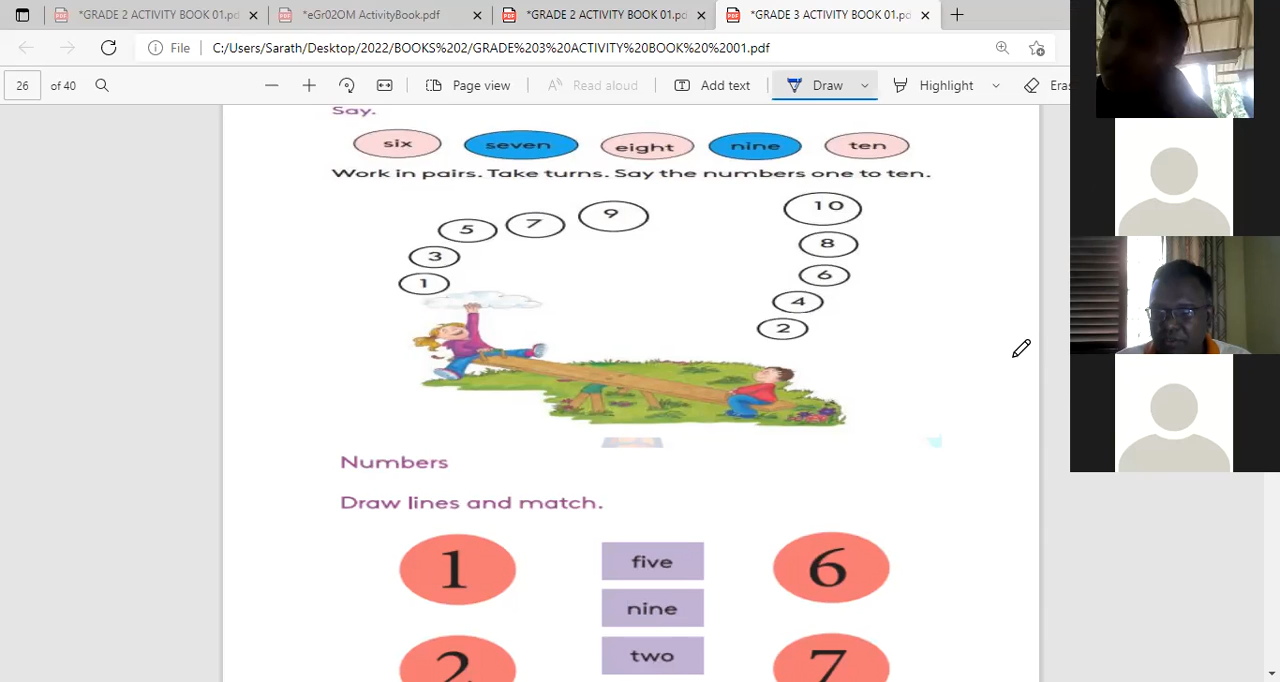 *GRADE 2 ACTIVITY BOOK 01.pd
*eGr02OM ActivityBook.pdf
*GRADE 2 ACTIVITY BOOK 01.pd
*GRADE 3 ACTIVITY BOOK 01.pd
File
C:/Users/Sarath/Desktop/2022/BOOKS%202/GRADE%203%20ACTIVITY%20BOOK%20%2001.pdf
26 of 40
Page view
Read aloud
Add text
Draw
Highlight
Eras
Say.
six seven eight nine ten
Work in pairs. Take turns. Say the numbers one to ten.
9 10
5 7
8
3
6
1
4
2
Numbers
Draw lines and match.
1 five 6
nine
2 two 7